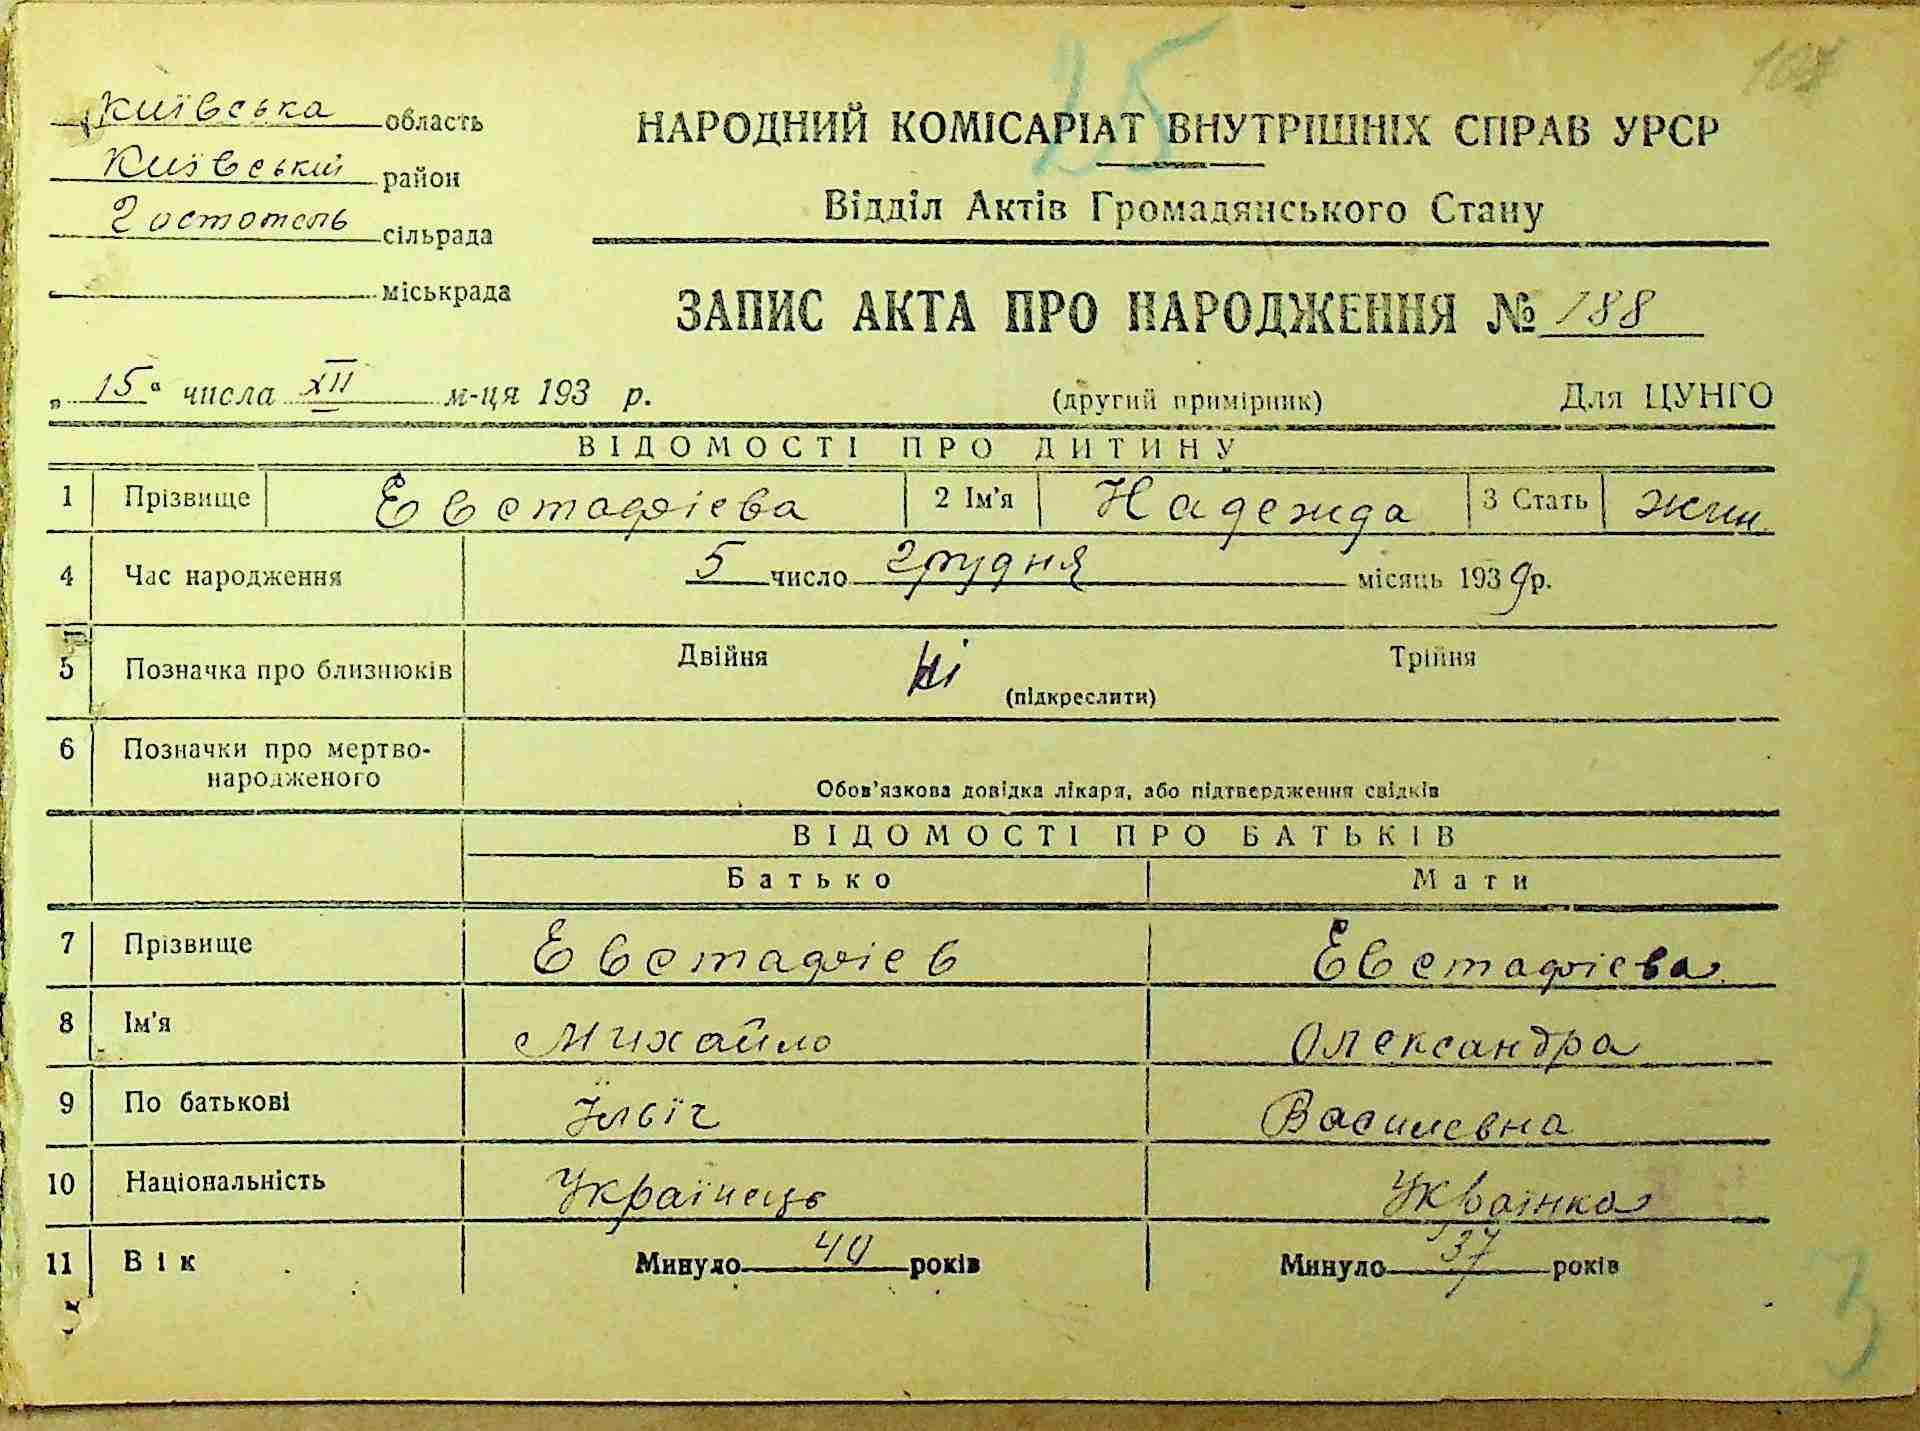 25
107
Київська область
НАРОДНИЙ КОМІСАРІАТ ВНУТРІШНІХ СПРАВ УРСР
Київський район
Відділ Актів Громадянського Стану
Гостомель сільрада
міськрада
ЗАПИС АКТА ПРО НАРОДЖЕННЯ № 188
„15“ числа XII м-ця 193 р.
(другий примірник)
Для ЦУНГО
ВІДОМОСТІ ПРО ДИТИНУ
1 Прізвище Евстафієва 2 Ім'я Надежда 3 Стать жін
4 Час народження 5 число грудня місяць 1939 р.
5 Позначка про близнюків Двійня Ні Трійня
(підкреслити)
6 Позначки про мертво-
народженого
Обов'язкова довідка лікаря, або підтвердження свідків
ВІДОМОСТІ ПРО БАТЬКІВ
Батько Мати
7 Прізвище Евстафієв Евстафієва
8 Ім'я Михайло Олександра
9 По батькові Ільїч Василевна
10 Національність Українець Українка
11 Вік Минуло 40 років Минуло 37 років
3